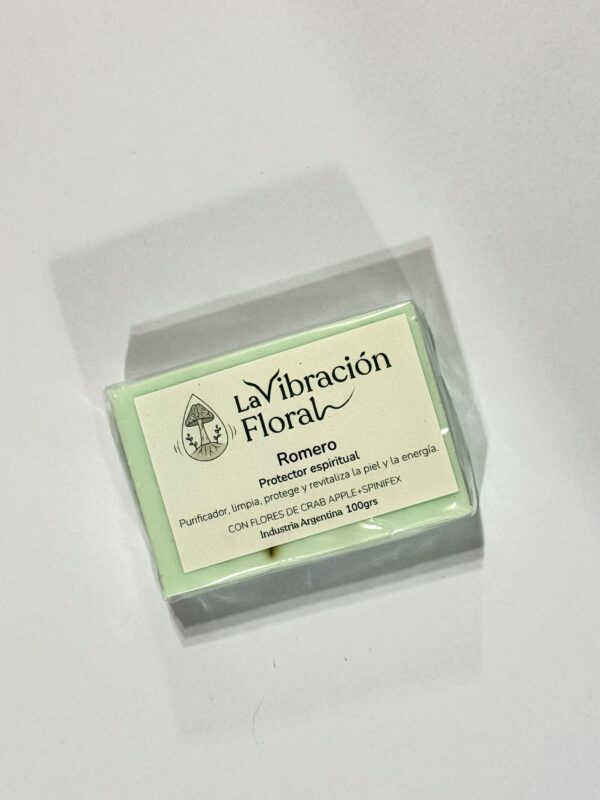 La Vibración
Floral
Romero
Protector espiritual
Purificador, limpia, protege y revitaliza la piel y la energía.
CON FLORES DE CRAB APPLE+SPINIFEX
Industria Argentina 100grs